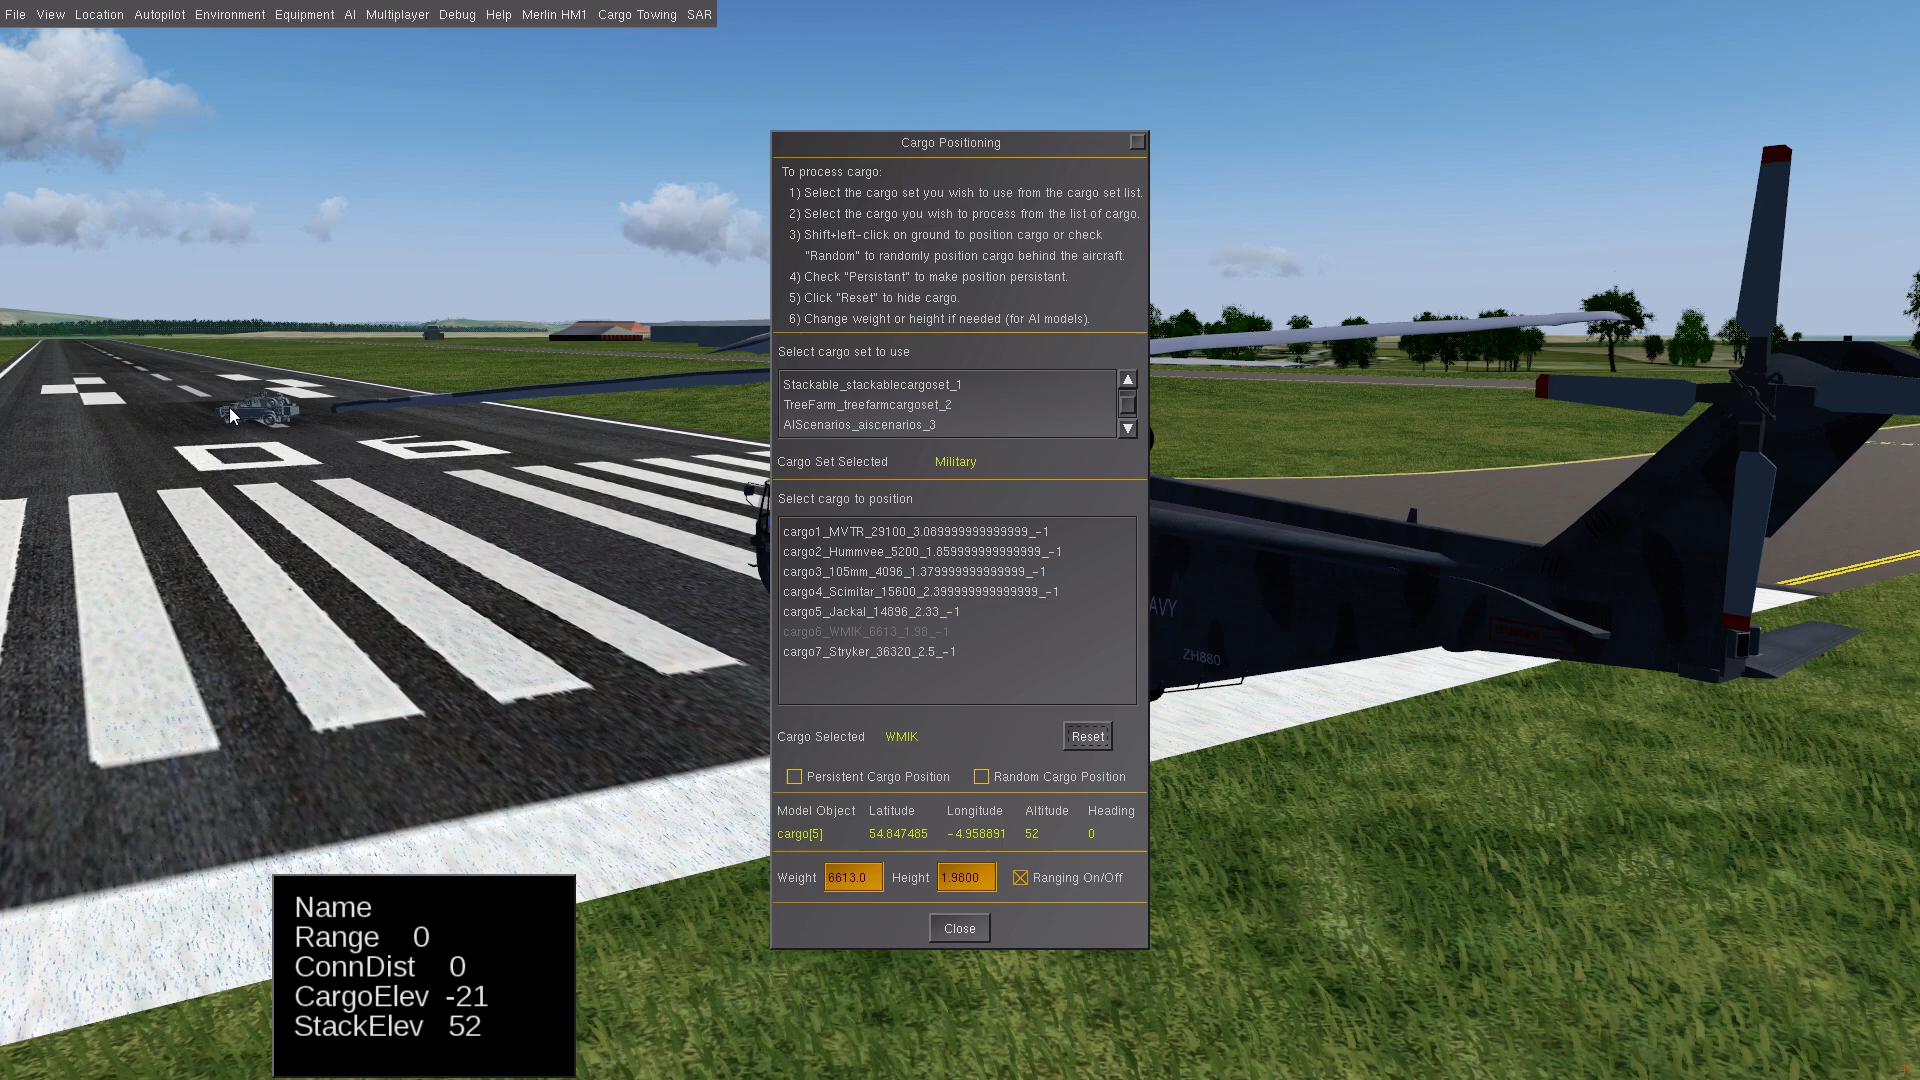 File View Location Autopilot Environment Equipment AI Multiplayer Debug Help Merlin HM1 Cargo Towing SAR
Cargo Positioning
To process cargo:
1) Select the cargo set you wish to use from the cargo set list.
2) Select the cargo you wish to process from the list of cargo.
3) Shift+left-click on ground to position cargo or check
"Random" to randomly position cargo behind the aircraft.
4) Check "Persistant" to make position persistant.
5) Click "Reset" to hide cargo.
6) Change weight or height if needed (for AI models).
Select cargo set to use
Stackable_stackablecargoset_1
TreeFarm_treefarmcargoset_2
AIScenarios_aiscenarios_3
Cargo Set Selected Military
Select cargo to position
cargo1_MVTR_29100_3.089999999999999_-1
cargo2_Hummvee_5200_1.859999999999999_-1
cargo3_105mm_4096_1.379999999999999_-1
cargo4_Scimitar_15600_2.399999999999999_-1
cargo5_Jackal_14896_2.33_-1
cargo6_WMIK_6613_1.98_-1
cargo7_Stryker_36320_2.5_-1
Cargo Selected WMIK Reset
Persistent Cargo Position Random Cargo Position
Model Object Latitude Longitude Altitude Heading
cargo[5] 54.847485 -4.958891 52 0
Weight 6613.0 Height 1.9800 Ranging On/Off
Close
06
AVY
ZH880
Name
Range 0
ConnDist 0
CargoElev -21
StackElev 52